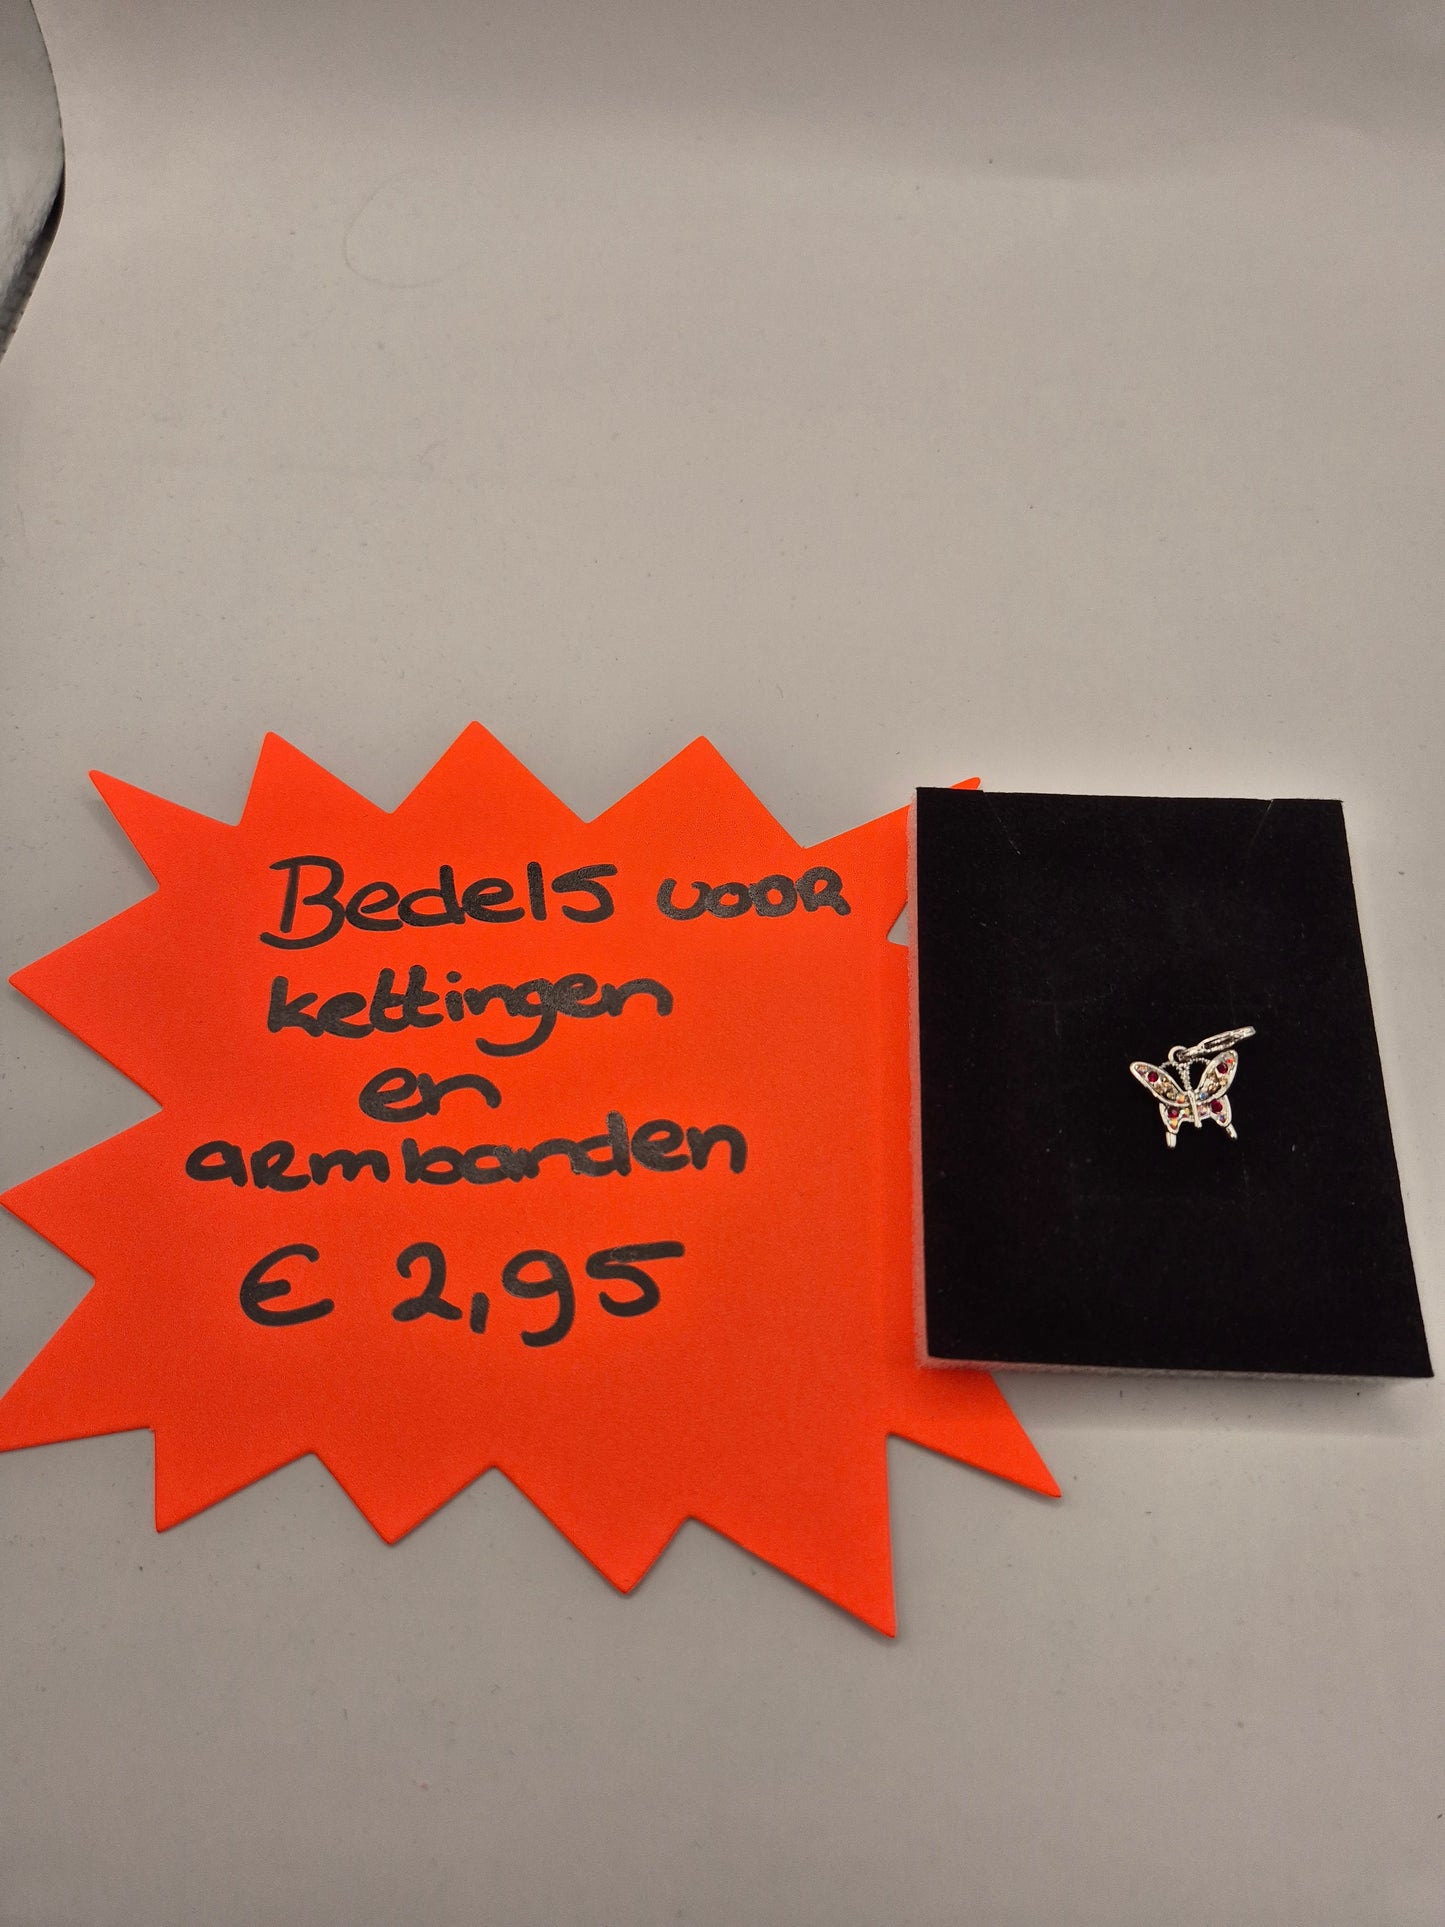 Bedels voor
kettingen
en
armbanden
€ 2,95